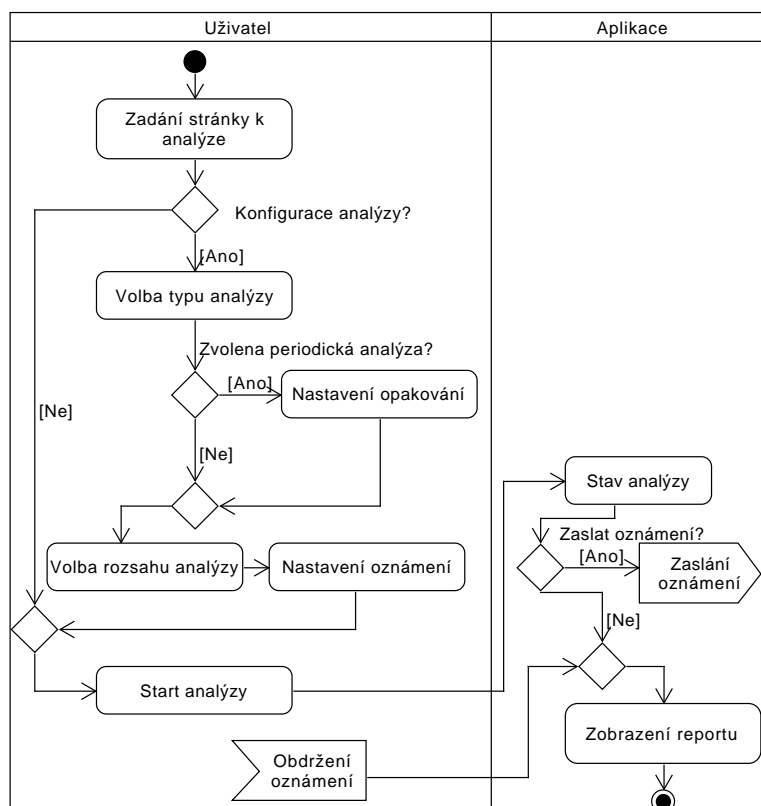 Uživatel
Aplikace
Zadání stránky k
analýze
Konfigurace analýzy?
[Ano]
Volba typu analýzy
Zvolena periodická analýza?
[Ano]
Nastavení opakování
[Ne]
[Ne]
Stav analýzy
Zaslat oznámení?
[Ano]
Zaslání
oznámení
Volba rozsahu analýzy
Nastavení oznámení
[Ne]
Start analýzy
Zobrazení reportu
Obdržení
oznámení